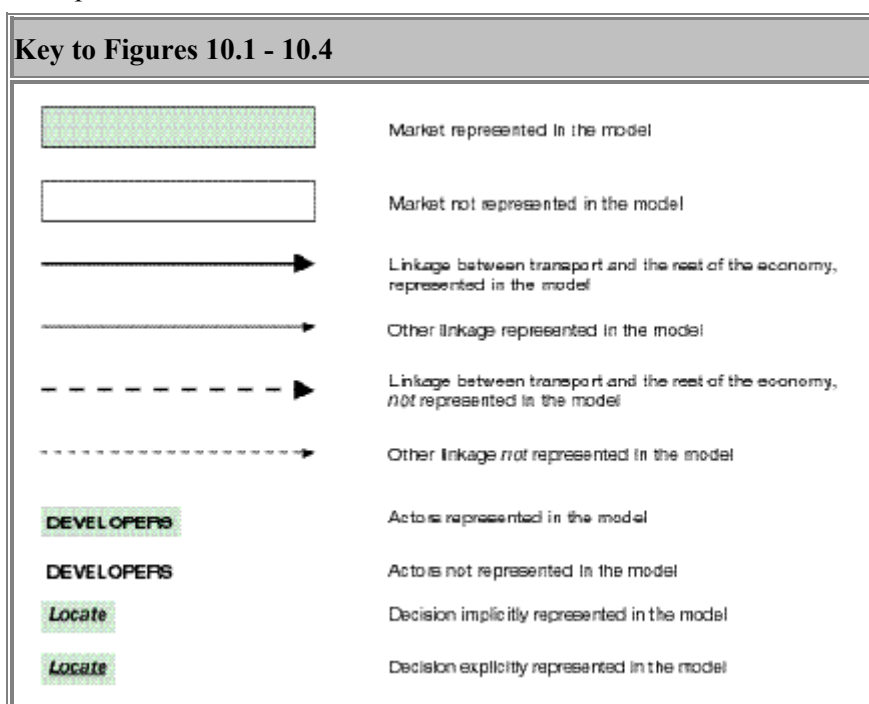 Key to Figures 10.1 - 10.4
Market represented in the model
Market not represented in the model
Linkage between transport and the rest of the economy,
represented in the model
Other linkage represented in the model
Linkage between transport and the rest of the economy,
not represented in the model
Other linkage not represented in the model
DEVELOPERS
Actors represented in the model
DEVELOPERS
Actors not represented in the model
Locate
Decision implicitly represented in the model
Locate
Decision explicitly represented in the model